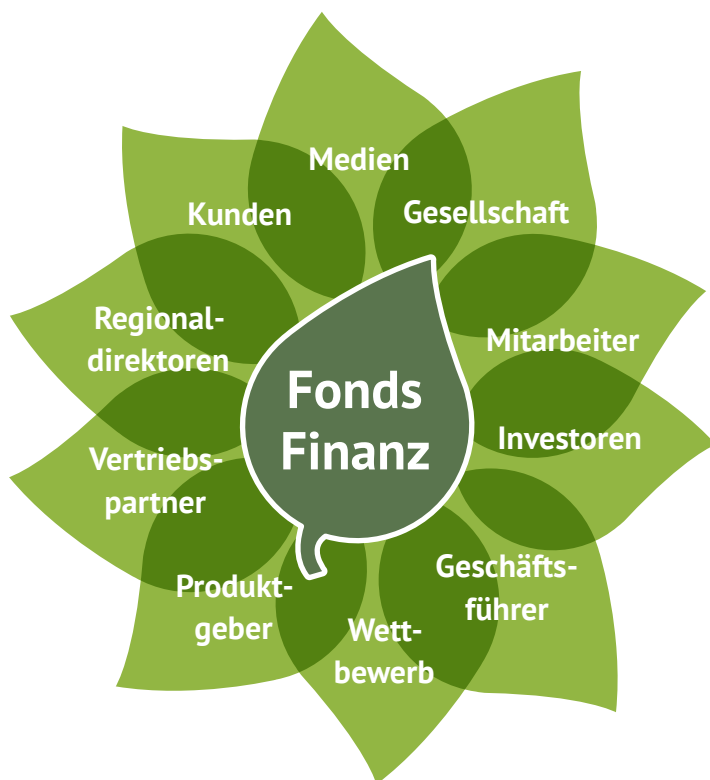 Medien
Gesellschaft
Kunden
Regional-
direktoren
Mitarbeiter
Fonds
Finanz
Investoren
Vertriebs-
partner
Geschäfts-
führer
Produkt-
geber
Wett-
bewerb